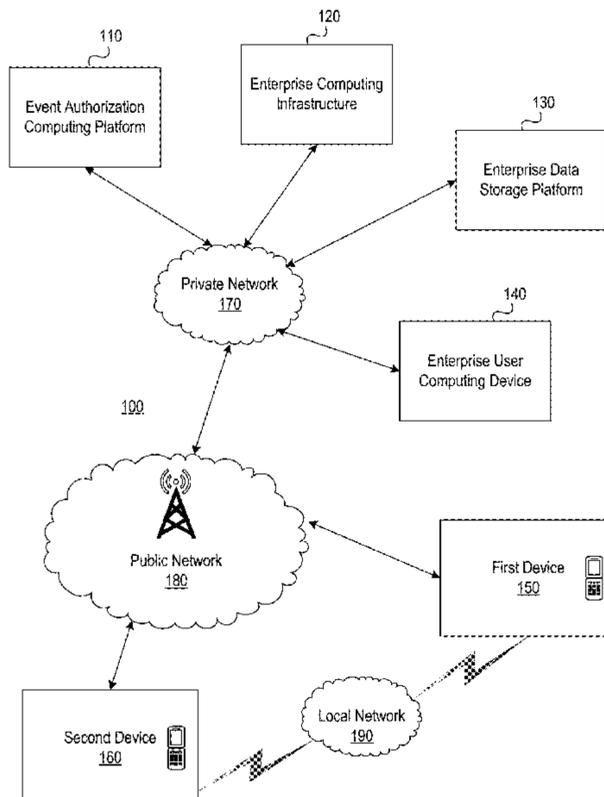 110
Event Authorization
Computing Platform
120
Enterprise Computing
Infrastructure
130
Enterprise Data
Storage Platform
Private Network
170
140
Enterprise User
Computing Device
100
Public Network
180
First Device
150
Second Device
160
Local Network
190